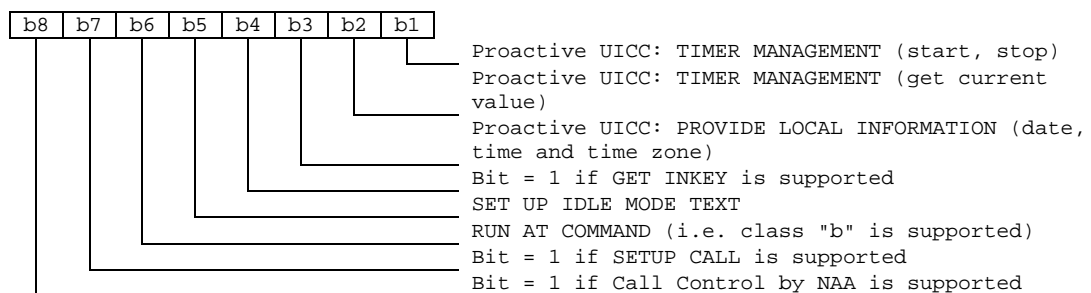 b8 b7 b6 b5 b4 b3 b2 b1
Proactive UICC: TIMER MANAGEMENT (start, stop)
Proactive UICC: TIMER MANAGEMENT (get current
value)
Proactive UICC: PROVIDE LOCAL INFORMATION (date,
time and time zone)
Bit = 1 if GET INKEY is supported
SET UP IDLE MODE TEXT
RUN AT COMMAND (i.e. class "b" is supported)
Bit = 1 if SETUP CALL is supported
Bit = 1 if Call Control by NAA is supported